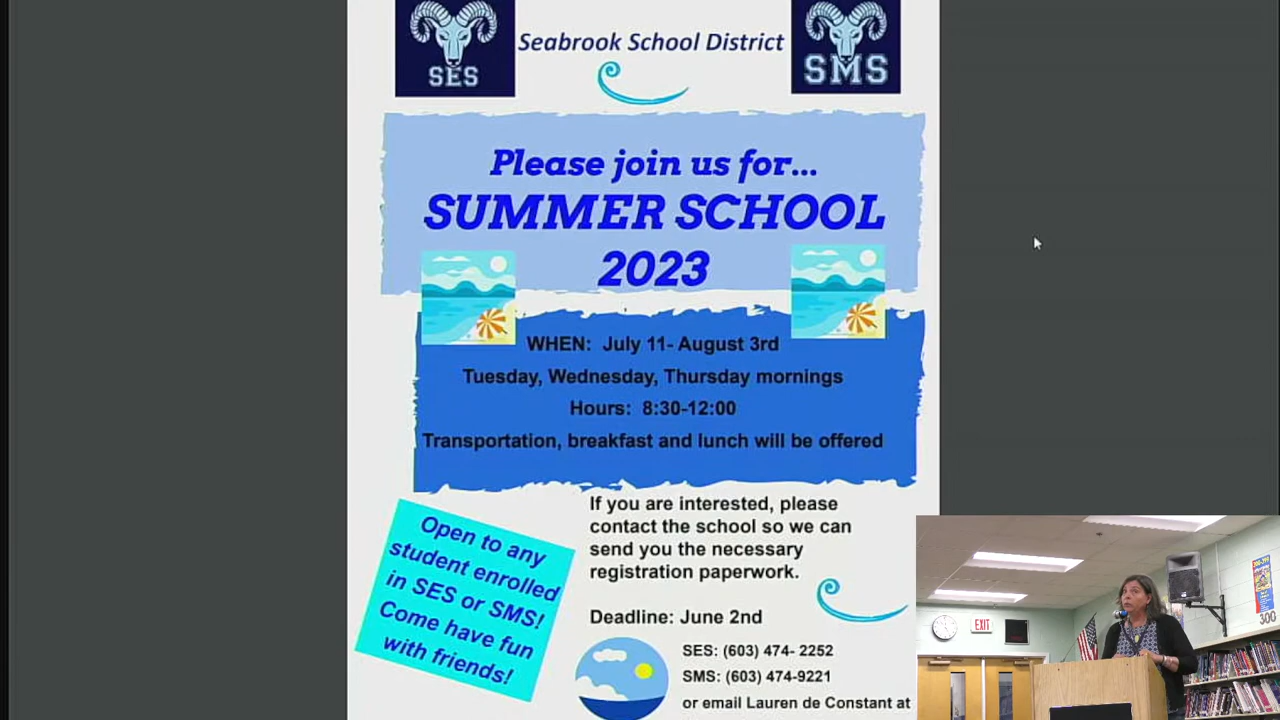 SES
Seabrook School District
SMS
Please join us for...
SUMMER SCHOOL
2023
WHEN: July 11- August 3rd
Tuesday, Wednesday, Thursday mornings
Hours: 8:30-12:00
Transportation, breakfast and lunch will be offered
Open to any
student enrolled
in SES or SMS!
Come have fun
with friends!
If you are interested, please
contact the school so we can
send you the necessary
registration paperwork.
Deadline: June 2nd
SES: (603) 474- 2252
SMS: (603) 474-9221
or email Lauren de Constant at
EXIT
300